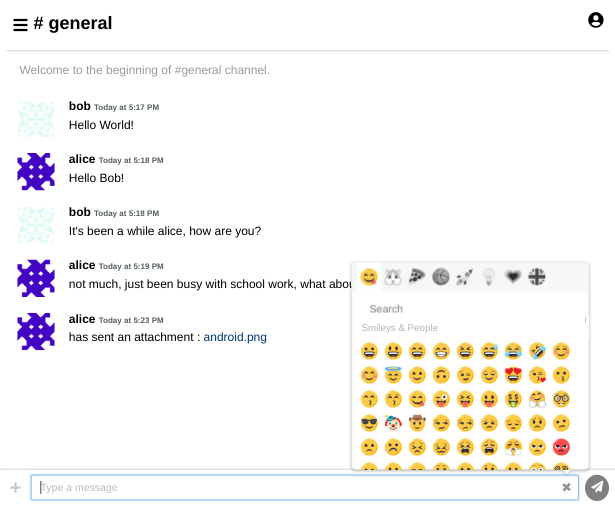 # general
Welcome to the beginning of #general channel.
bob Today at 5:17 PM
Hello World!
alice Today at 5:18 PM
Hello Bob!
bob Today at 5:18 PM
It's been a while alice, how are you?
alice Today at 5:19 PM
not much, just been busy with school work, what
alice Today at 5:23 PM
has sent an attachment : android.png
Search
Smileys & People
Type a message